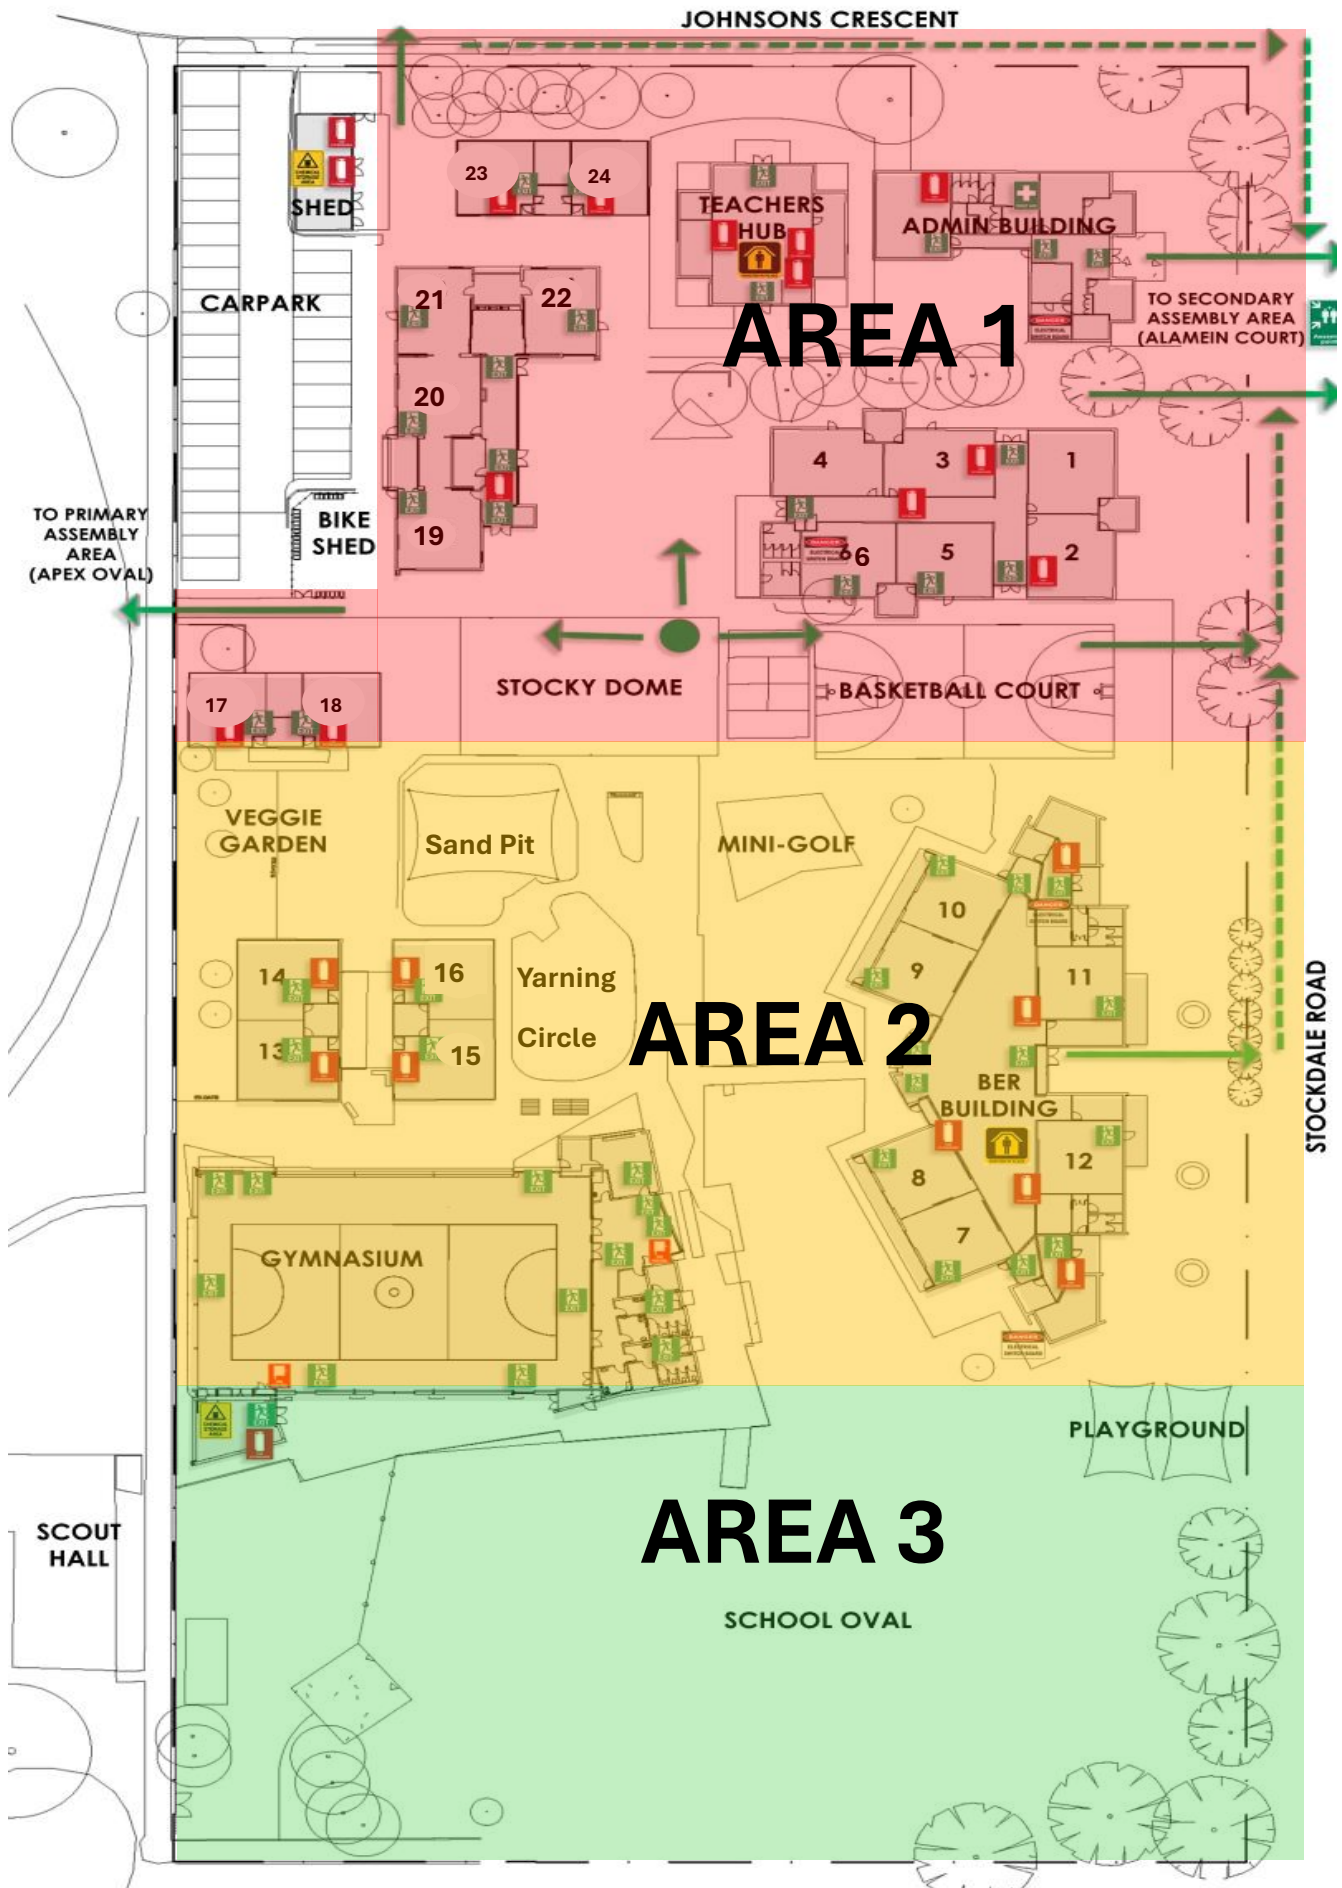 JOHNSONS CRESCENT
23
24
TEACHERS
HUB
ADMIN BUILDING
SHED
CARPARK
21
22
TO SECONDARY
ASSEMBLY AREA
(ALAMEIN COURT)
AREA 1
20
4
3
1
TO PRIMARY
ASSEMBLY
AREA
(APEX OVAL)
BIKE
SHED
19
6
6
5
2
STOCKY DOME
BASKETBALL COURT
17
18
VEGGIE
GARDEN
Sand Pit
MINI-GOLF
10
9
11
14
16
Yarning
Circle
13
15
AREA 2
BER
BUILDING
STOCKDALE ROAD
8
12
7
GYMNASIUM
PLAYGROUND
AREA 3
SCOUT
HALL
SCHOOL OVAL